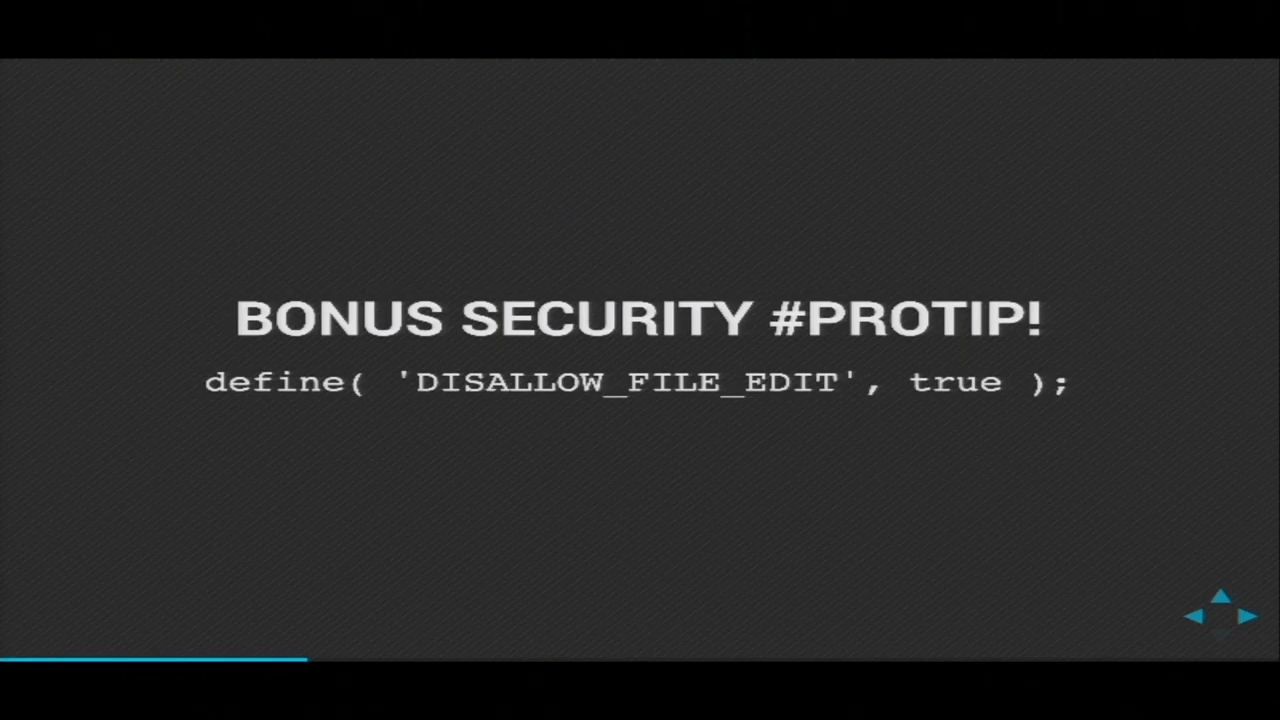 BONUS SECURITY #PROTIP!
define( 'DISALLOW_FILE_EDIT', true );